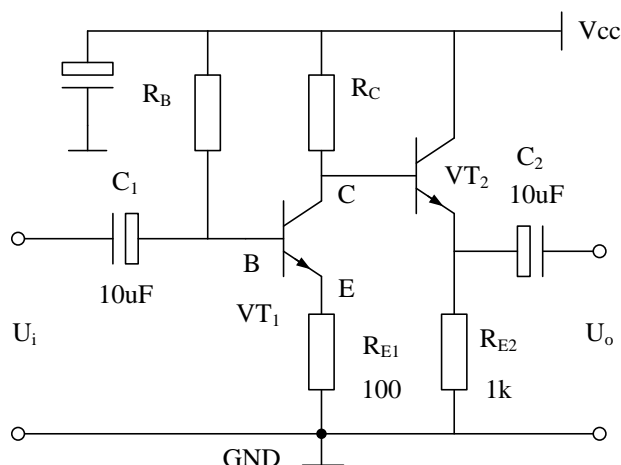 Vcc
R_B
R_C
C_1
10uF
C
VT_2
C_2
10uF
B
E
VT_1
U_i
R_E1
100
R_E2
1k
U_o
GND